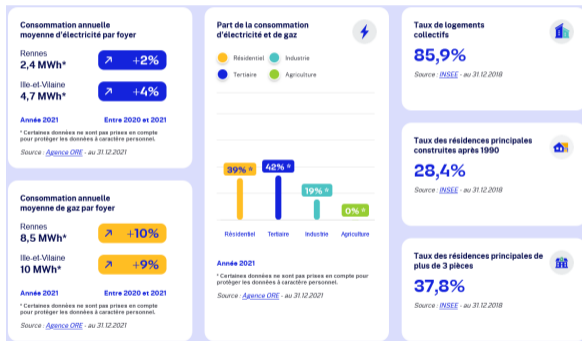 Consommation annuelle
moyenne d'électricité par foyer
Rennes
2,4 MWh*
+2%
Ille-et-Vilaine
4,7 MWh*
+4%
Année 2021
Entre 2020 et 2021
* Certaines données ne sont pas prises en compte
pour protéger les données à caractère personnel.
Source : Agence ORE - au 31.12.2021
Consommation annuelle
moyenne de gaz par foyer
Rennes
8,5 MWh*
+10%
Ille-et-Vilaine
10 MWh*
+9%
Année 2021
Entre 2020 et 2021
* Certaines données ne sont pas prises en compte
pour protéger les données à caractère personnel.
Source : Agence ORE - au 31.12.2021
Part de la consommation
d'électricité et de gaz
Résidentiel
Industrie
Tertiaire
Agriculture
39% *
42% *
19% *
0% *
Résidentiel
Tertiaire
Industrie
Agriculture
Année 2021
* Certaines données ne sont pas prises en compte pour
protéger les données à caractère personnel.
Source : Agence ORE - au 31.12.2021
Taux de logements
collectifs
85,9%
Source : INSEE - au 31.12.2018
Taux des résidences principales
construites après 1990
28,4%
Source : INSEE - au 31.12.2018
Taux des résidences principales de
plus de 3 pièces
37,8%
Source : INSEE - au 31.12.2018